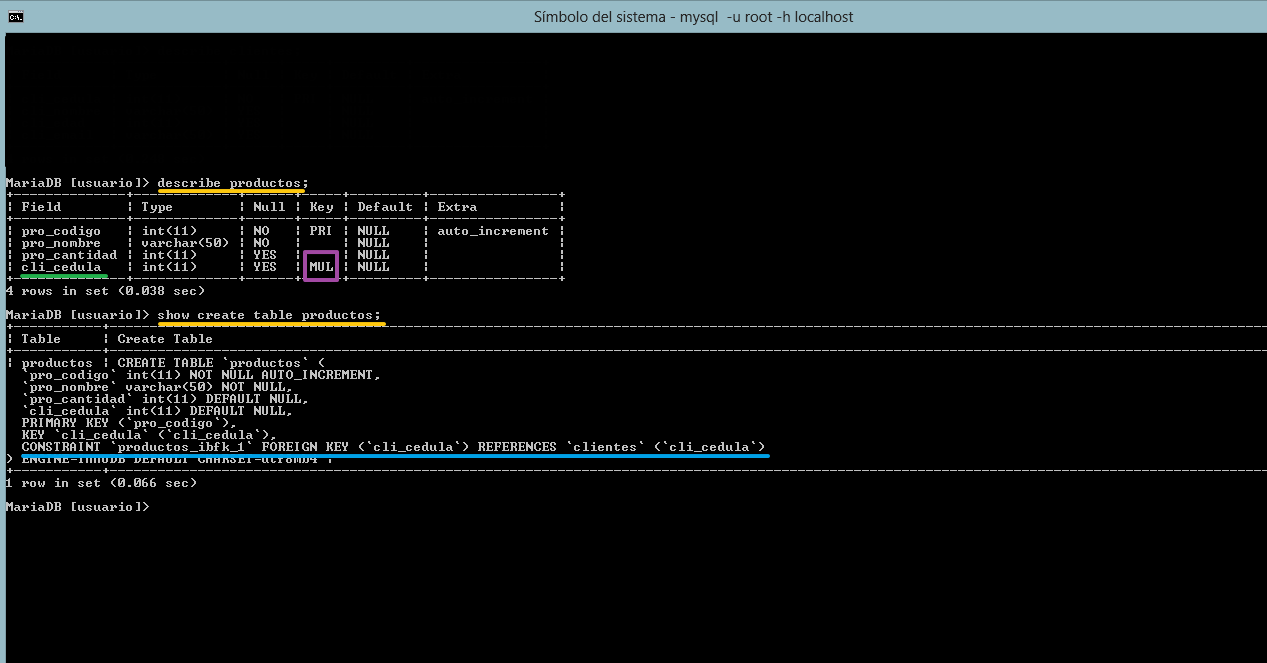 Símbolo del sistema - mysql -u root -h localhost
MariaDB [usuario]> describe productos;
| Field | Type | Null | Key | Default | Extra |
| pro_codigo | int(11) | NO | PRI | NULL | auto_increment |
| pro_nombre | varchar(50) | NO | | NULL | |
| pro_cantidad | int(11) | YES | | NULL | |
| cli_cedula | int(11) | YES | MUL | NULL | |
4 rows in set (0.038 sec)
MariaDB [usuario]> show create table productos;
| Table | Create Table
| productos | CREATE TABLE `productos` (
`pro_codigo` int(11) NOT NULL AUTO_INCREMENT,
`pro_nombre` varchar(50) NOT NULL,
`pro_cantidad` int(11) DEFAULT NULL,
`cli_cedula` int(11) DEFAULT NULL,
PRIMARY KEY (`pro_codigo`),
KEY `cli_cedula` (`cli_cedula`),
CONSTRAINT `productos_ibfk_1` FOREIGN KEY (`cli_cedula`) REFERENCES `clientes` (`cli_cedula`)
) ENGINE=InnoDB DEFAULT CHARSET=utf8mb4 |
1 row in set (0.066 sec)
MariaDB [usuario]>